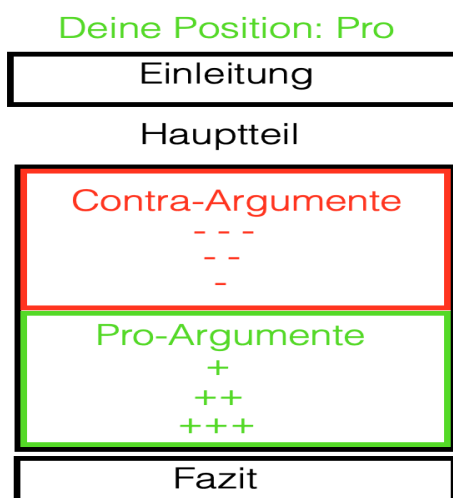 Deine Position: Pro
Einleitung
Hauptteil
Contra-Argumente
- - -
- -
-
Pro-Argumente
+
++
+++
Fazit